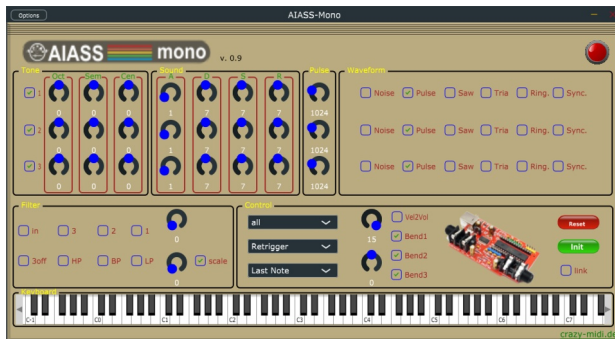 Options AIASS-Mono
AIASS mono v. 0.9
Tone Sound Pulse Waveform
Oct Sem Cen A D S R
1 Noise Pulse Saw Tria Ring. Sync.
0 0 0 1 7 7 7 1024
2 Noise Pulse Saw Tria Ring. Sync.
0 0 0 1 7 7 7 1024
3 Noise Pulse Saw Tria Ring. Sync.
0 0 0 1 7 7 7 1024
Filter Control
in 3 2 1 0 all 15 Vel2Vol Reset
Bend1
Retrigger Bend2 Init
3off HP BP LP 0 scale Last Note 0 Bend3 link
Keyboard
C-1 C0 C1 C2 C3 C4 C5 C6 C7
crazy-midi.de